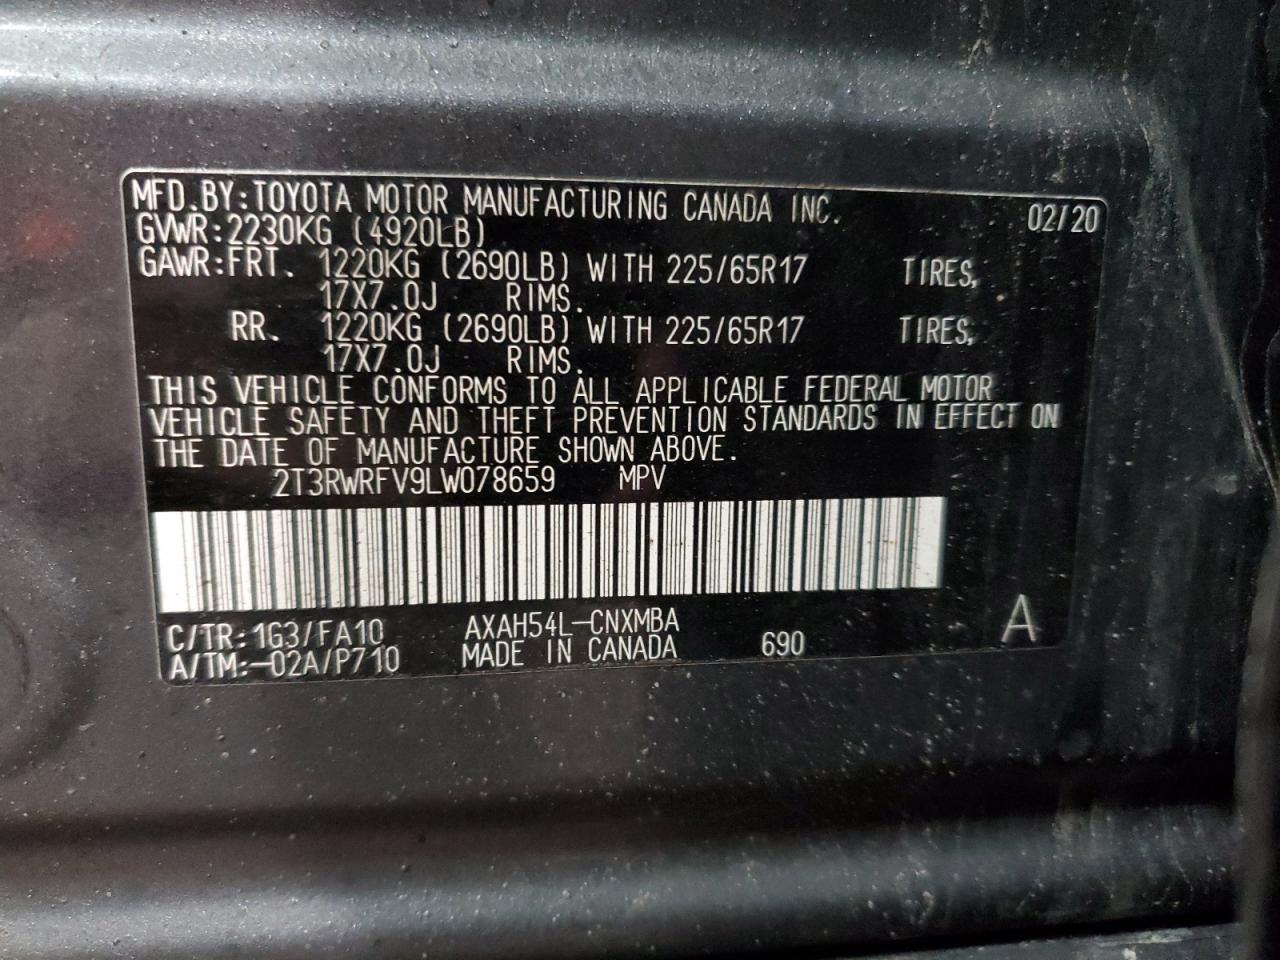 MFD.BY:TOYOTA MOTOR MANUFACTURING CANADA INC. 02/20
GVWR:2230KG (4920LB)
GAWR:FRT. 1220KG (2690LB) WITH 225/65R17 TIRES,
17X7.0J RIMS.
RR. 1220KG (2690LB) WITH 225/65R17 TIRES,
17X7.0J RIMS.
THIS VEHICLE CONFORMS TO ALL APPLICABLE FEDERAL MOTOR
VEHICLE SAFETY AND THEFT PREVENTION STANDARDS IN EFFECT ON
THE DATE OF MANUFACTURE SHOWN ABOVE.
2T3RWRFV9LW078659 MPV
C/TR:1G3/FA10 AXAH54L-CNXMBA
A/TM:-02A/P710 MADE IN CANADA 690 A